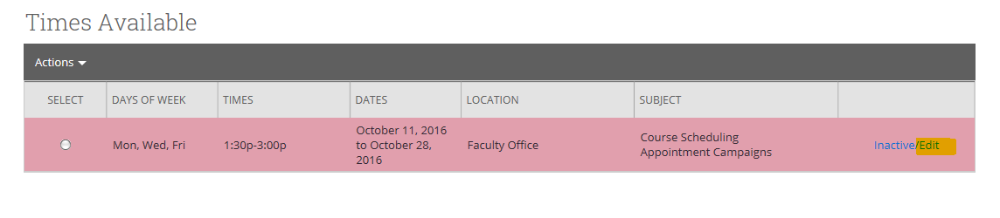 Times Available
Actions
SELECT DAYS OF WEEK TIMES DATES LOCATION SUBJECT
Mon, Wed, Fri 1:30p-3:00p October 11, 2016
to October 28,
2016 Faculty Office Course Scheduling
Appointment Campaigns Inactive/Edit